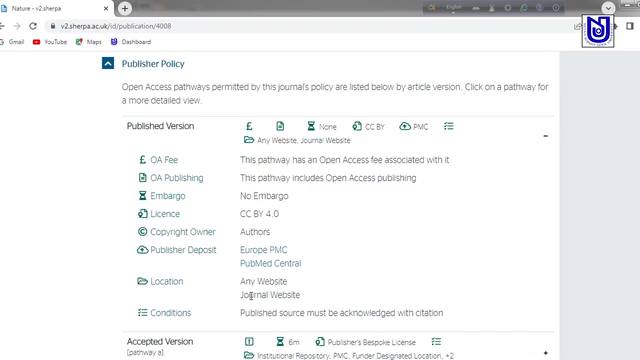 Nature - v2.sherpa.ac.uk
English
v2.sherpa.ac.uk/id/publication/4008
Gmail
YouTube
Maps
Dashboard
Publisher Policy
Open Access pathways permitted by this journal's policy are listed below by article version. Click on a pathway for
a more detailed view.
Published Version
£ None CC BY PMC
Any Website, Journal Website
£ OA Fee This pathway has an Open Access fee associated with it
OA Publishing This pathway includes Open Access publishing
Embargo No Embargo
Licence CC BY 4.0
© Copyright Owner Authors
Publisher Deposit Europe PMC
PubMed Central
Location Any Website
Journal Website
Conditions Published source must be acknowledged with citation
Accepted Version 6m Publisher's Bespoke License
[pathway a] Institutional Repository, PMC, Funder Designated Location, +2